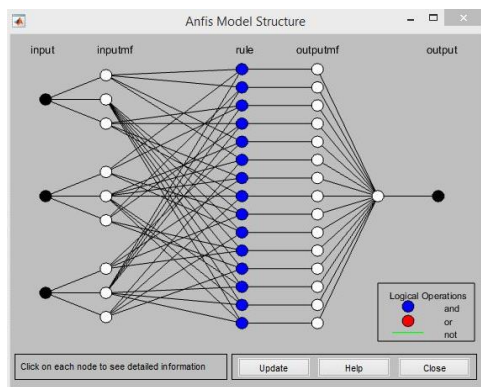 Anfis Model Structure
input inputmf rule outputmf output
Logical Operations
and
or
not
Click on each node to see detailed information
Update Help Close